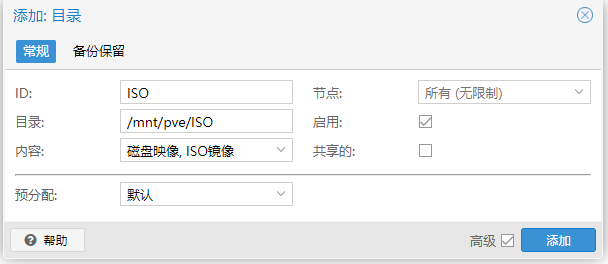 添加: 目录
常规 备份保留
ID: ISO 节点: 所有 (无限制)
目录: /mnt/pve/ISO 启用:
内容: 磁盘映像, ISO镜像 共享的:
预分配: 默认
帮助 高级 添加